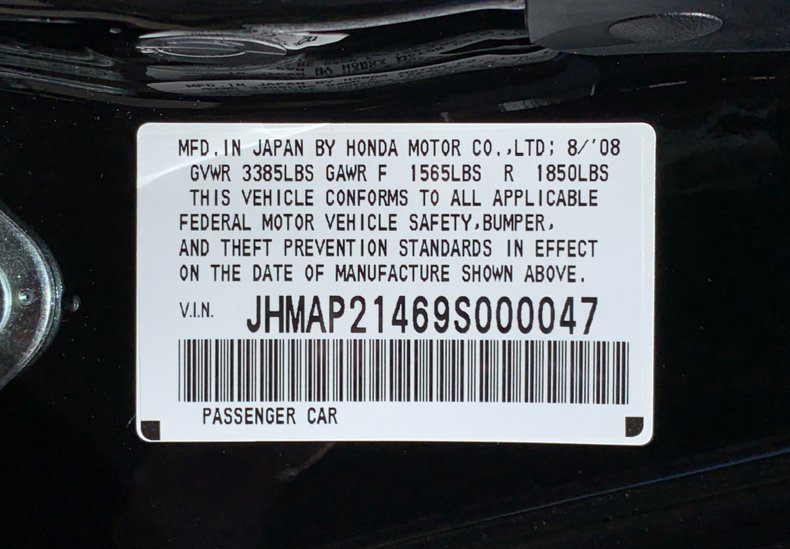 MFD. IN JAPAN BY HONDA MOTOR CO.,LTD; 8/'08
GVWR 3385LBS GAWR F 1565LBS R 1850LBS
THIS VEHICLE CONFORMS TO ALL APPLICABLE
FEDERAL MOTOR VEHICLE SAFETY,BUMPER,
AND THEFT PREVENTION STANDARDS IN EFFECT
ON THE DATE OF MANUFACTURE SHOWN ABOVE.
V.I.N. JHMAP21469S000047
PASSENGER CAR